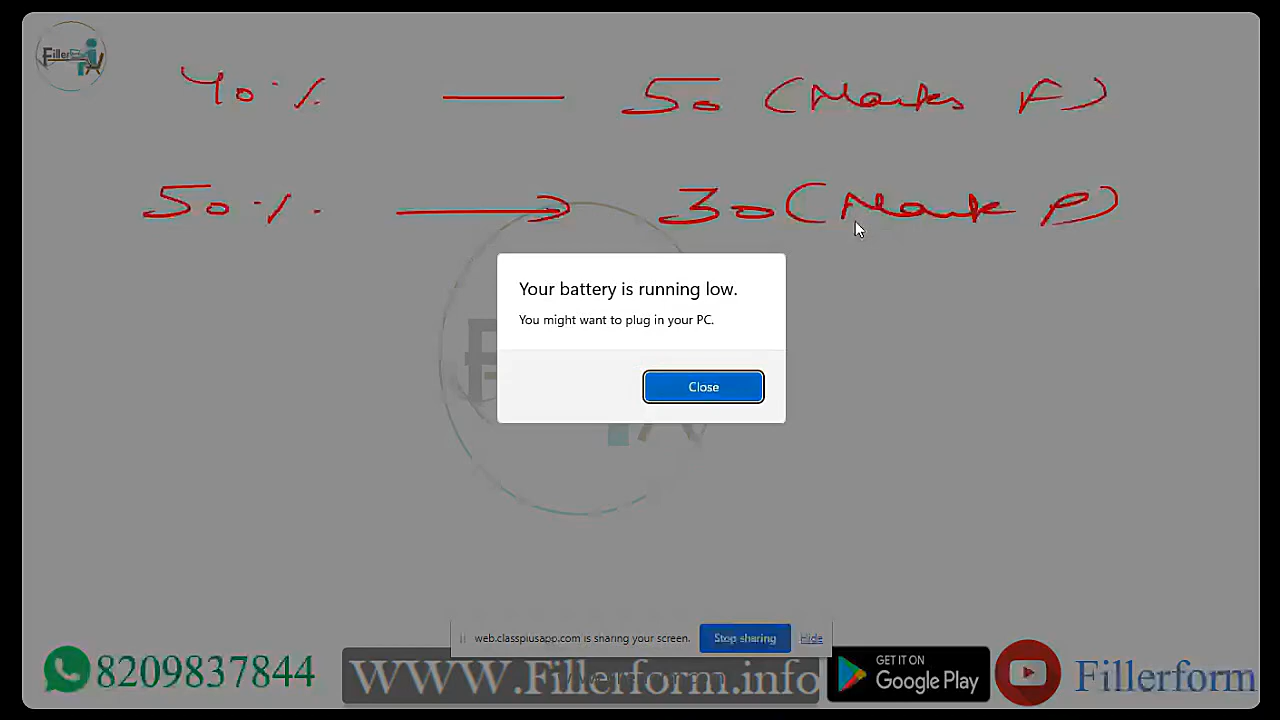 Filler
40% — 50 (Marks F)
50% → 30 (Mark P)
Your battery is running low.
You might want to plug in your PC.
Close
web.classplusapp.com is sharing your screen. Stop sharing Hide
8209837844
WWW.Fillerform.info
GET IT ON
Google Play
Fillerform